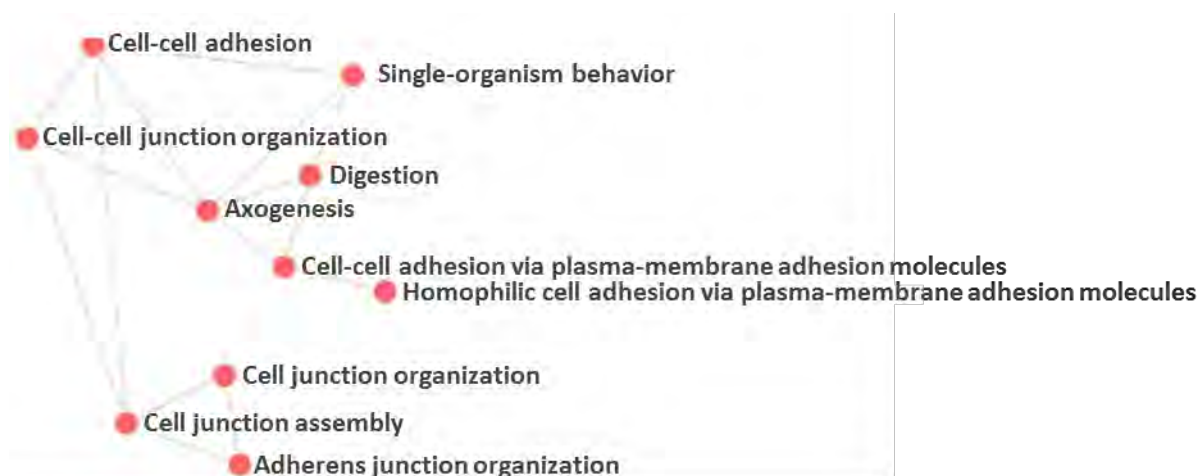 Cell-cell adhesion
Single-organism behavior
Cell-cell junction organization
Digestion
Axogenesis
Cell-cell adhesion via plasma-membrane adhesion molecules
Homophilic cell adhesion via plasma-membrane adhesion molecules
Cell junction organization
Cell junction assembly
Adherens junction organization